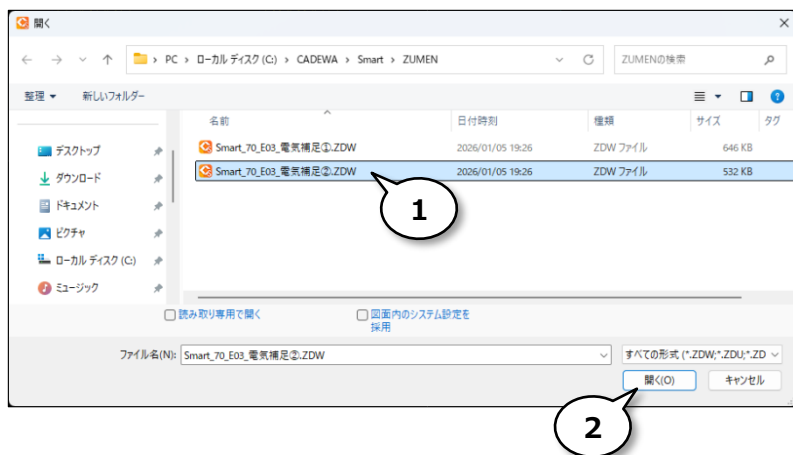 開く
PC › ローカル ディスク (C:) › CADEWA › Smart › ZUMEN
ZUMENの検索
整理
新しいフォルダー
名前 日付時刻 種類 サイズ タグ
Smart_70_E03_電気補足①.ZDW 2026/01/05 19:26 ZDW ファイル 646 KB
Smart_70_E03_電気補足②.ZDW 2026/01/05 19:26 ZDW ファイル 532 KB
デスクトップ
ダウンロード
ドキュメント
ピクチャ
ローカル ディスク (C:)
ミュージック
1
読み取り専用で開く
図面内のシステム設定を
採用
ファイル名(N): Smart_70_E03_電気補足②.ZDW
すべての形式 (*.ZDW;*.ZDU;*.ZD
開く(O) キャンセル
2